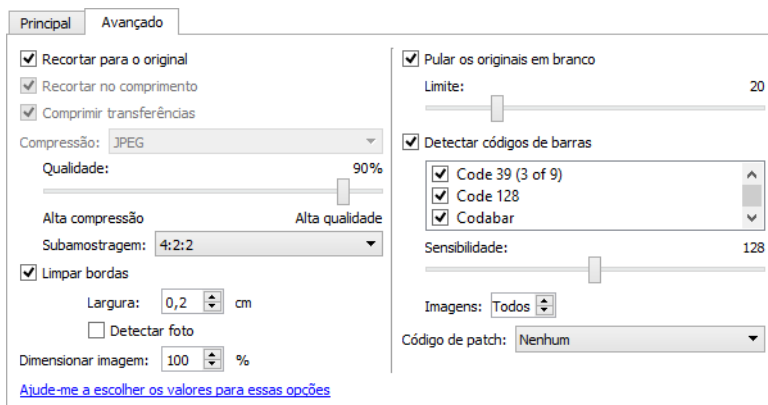 Principal Avançado
Recortar para o original
Recortar no comprimento
Comprimir transferências
Compressão: JPEG
Qualidade: 90%
Alta compressão Alta qualidade
Subamostragem: 4:2:2
Limpar bordas
Largura: 0,2 cm
Detectar foto
Dimensionar imagem: 100 %
Ajude-me a escolher os valores para essas opções
Pular os originais em branco
Limite: 20
Detectar códigos de barras
Code 39 (3 of 9)
Code 128
Codabar
Sensibilidade: 128
Imagens: Todos
Código de patch: Nenhum